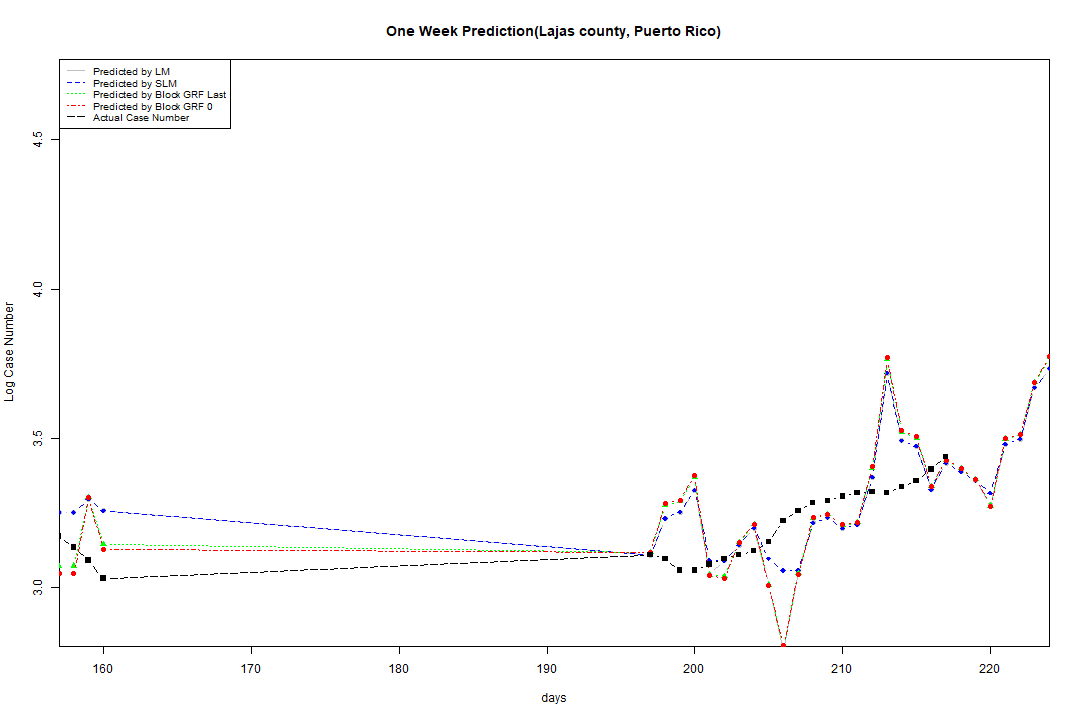 One Week Prediction(Lajas county, Puerto Rico)
Predicted by LM
Predicted by SLM
Predicted by Block GRF Last
Predicted by Block GRF 0
Actual Case Number
4.5
4.0
3.5
3.0
Log Case Number
160 170 180 190 200 210 220
days